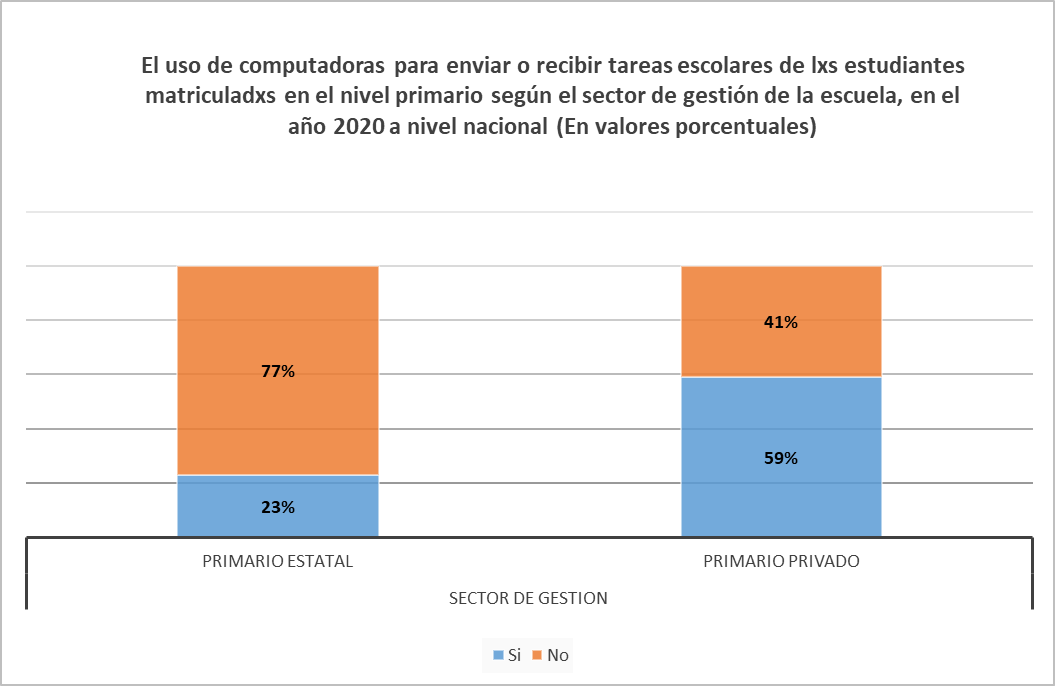 El uso de computadoras para enviar o recibir tareas escolares de lxs estudiantes
matriculadxs en el nivel primario según el sector de gestión de la escuela, en el
año 2020 a nivel nacional (En valores porcentuales)
41%
77%
59%
23%
PRIMARIO ESTATAL
PRIMARIO PRIVADO
SECTOR DE GESTION
Si No